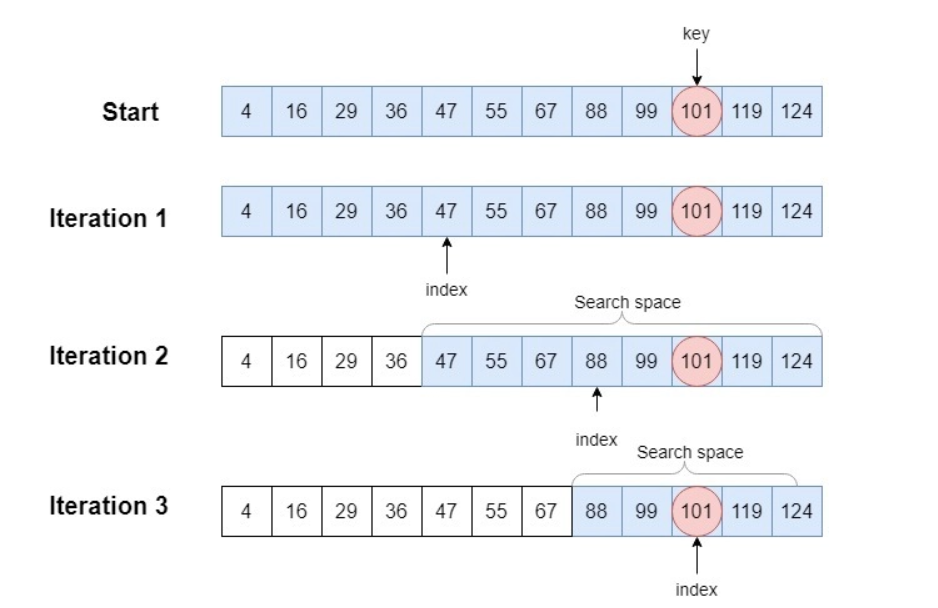 key
Start 4 16 29 36 47 55 67 88 99 101 119 124
Iteration 1 4 16 29 36 47 55 67 88 99 101 119 124
index
Search space
Iteration 2 4 16 29 36 47 55 67 88 99 101 119 124
index
Search space
Iteration 3 4 16 29 36 47 55 67 88 99 101 119 124
index